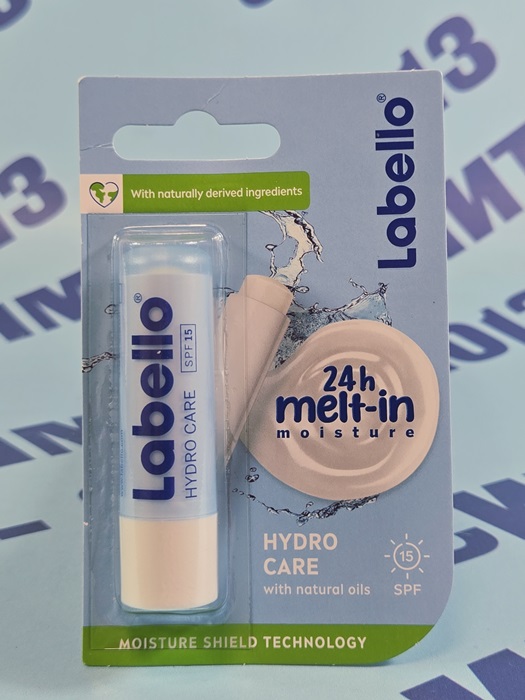 Labello®
With naturally derived ingredients
Labello®
HYDRO CARE
SPF 15
24h
melt-in
moisture
HYDRO
CARE
with natural oils
15
SPF
MOISTURE SHIELD TECHNOLOGY